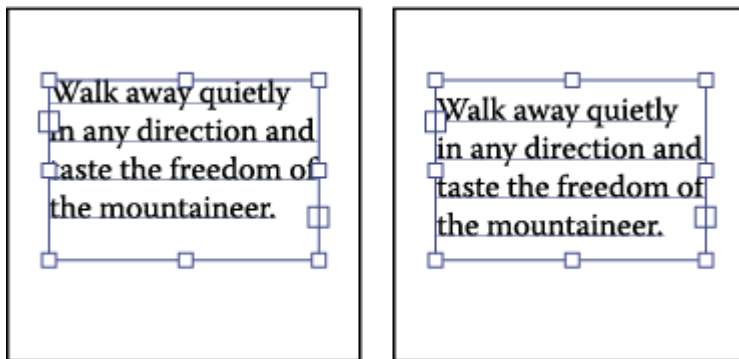 Walk away quietly
in any direction and
taste the freedom of
the mountaineer.
Walk away quietly
in any direction and
taste the freedom of
the mountaineer.